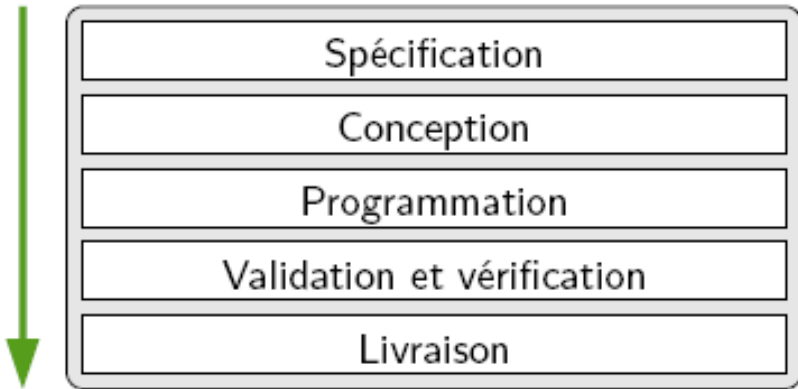 Spécification
Conception
Programmation
Validation et vérification
Livraison